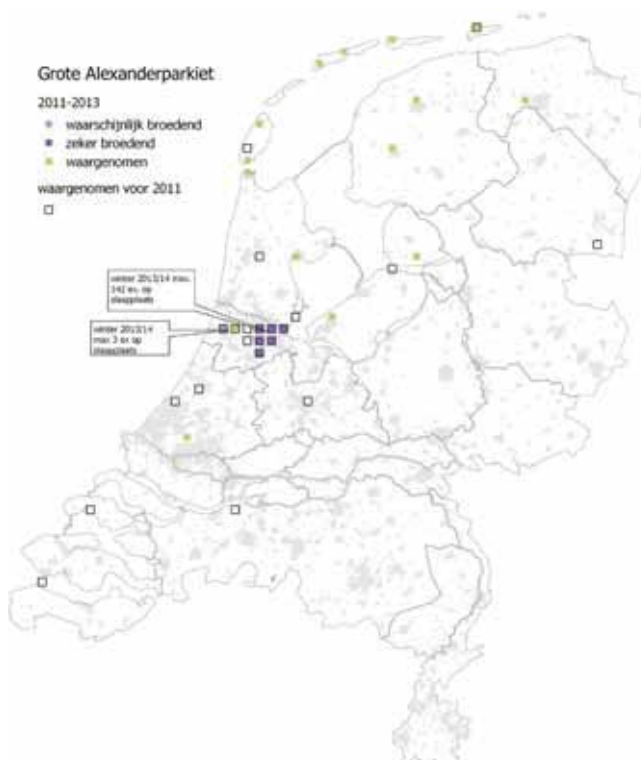 Grote Alexanderparkiet
2011-2013
waarschijnlijk broedend
zeker broedend
waargenomen
waargenomen voor 2011
winter 2013/14 max.
142 ex. op
slaapplaats
winter 2013/14
max 3 ex op
slaapplaats